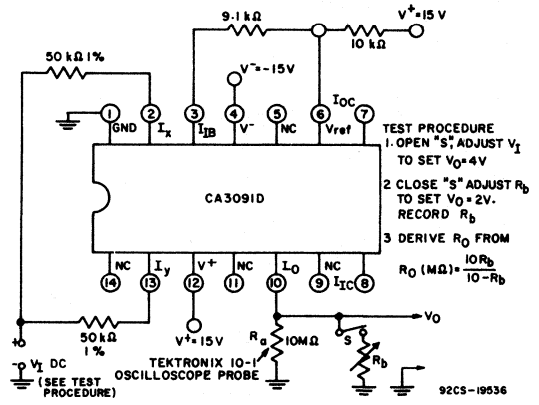 9.1 kΩ
V+=15 V
50 kΩ 1%
10 kΩ
V-=-15V
IOC
1
2
3
4
5
6
7
GND
Ix
IIB
V-
NC
Vref
CA3091D
TEST PROCEDURE
1. OPEN "S", ADJUST VI
TO SET VO=4V
2 CLOSE "S" ADJUST Rb
TO SET VO=2V.
RECORD Rb
3 DERIVE RO FROM
RO (MΩ)=10Rb/10-Rb
NC
Iy
V+
NC
IO
NC
IIC
14
13
12
11
10
9
8
50 kΩ
1%
V+=15V
Ra
10MΩ
VO
S
Rb
+
-
VI DC
(SEE TEST
PROCEDURE)
TEKTRONIX 10-1
OSCILLOSCOPE PROBE
92CS-19536